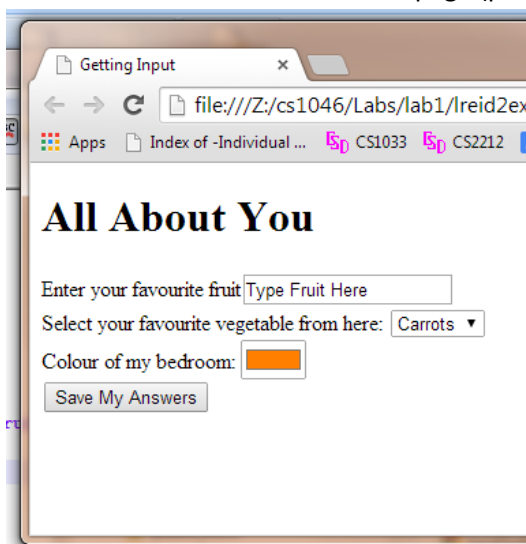 Getting Input
file:///Z:/cs1046/Labs/lab1/lreid2ex
Apps Index of -Individual ... CS1033 CS2212
All About You
Enter your favourite fruit Type Fruit Here
Select your favourite vegetable from here: Carrots
Colour of my bedroom:
Save My Answers